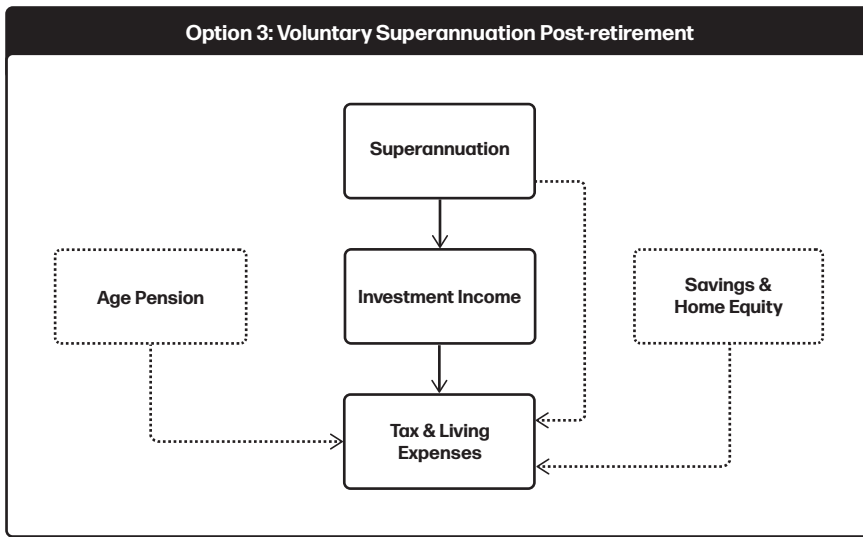 Option 3: Voluntary Superannuation Post-retirement
Superannuation
Age Pension
Investment Income
Savings &
Home Equity
Tax & Living
Expenses